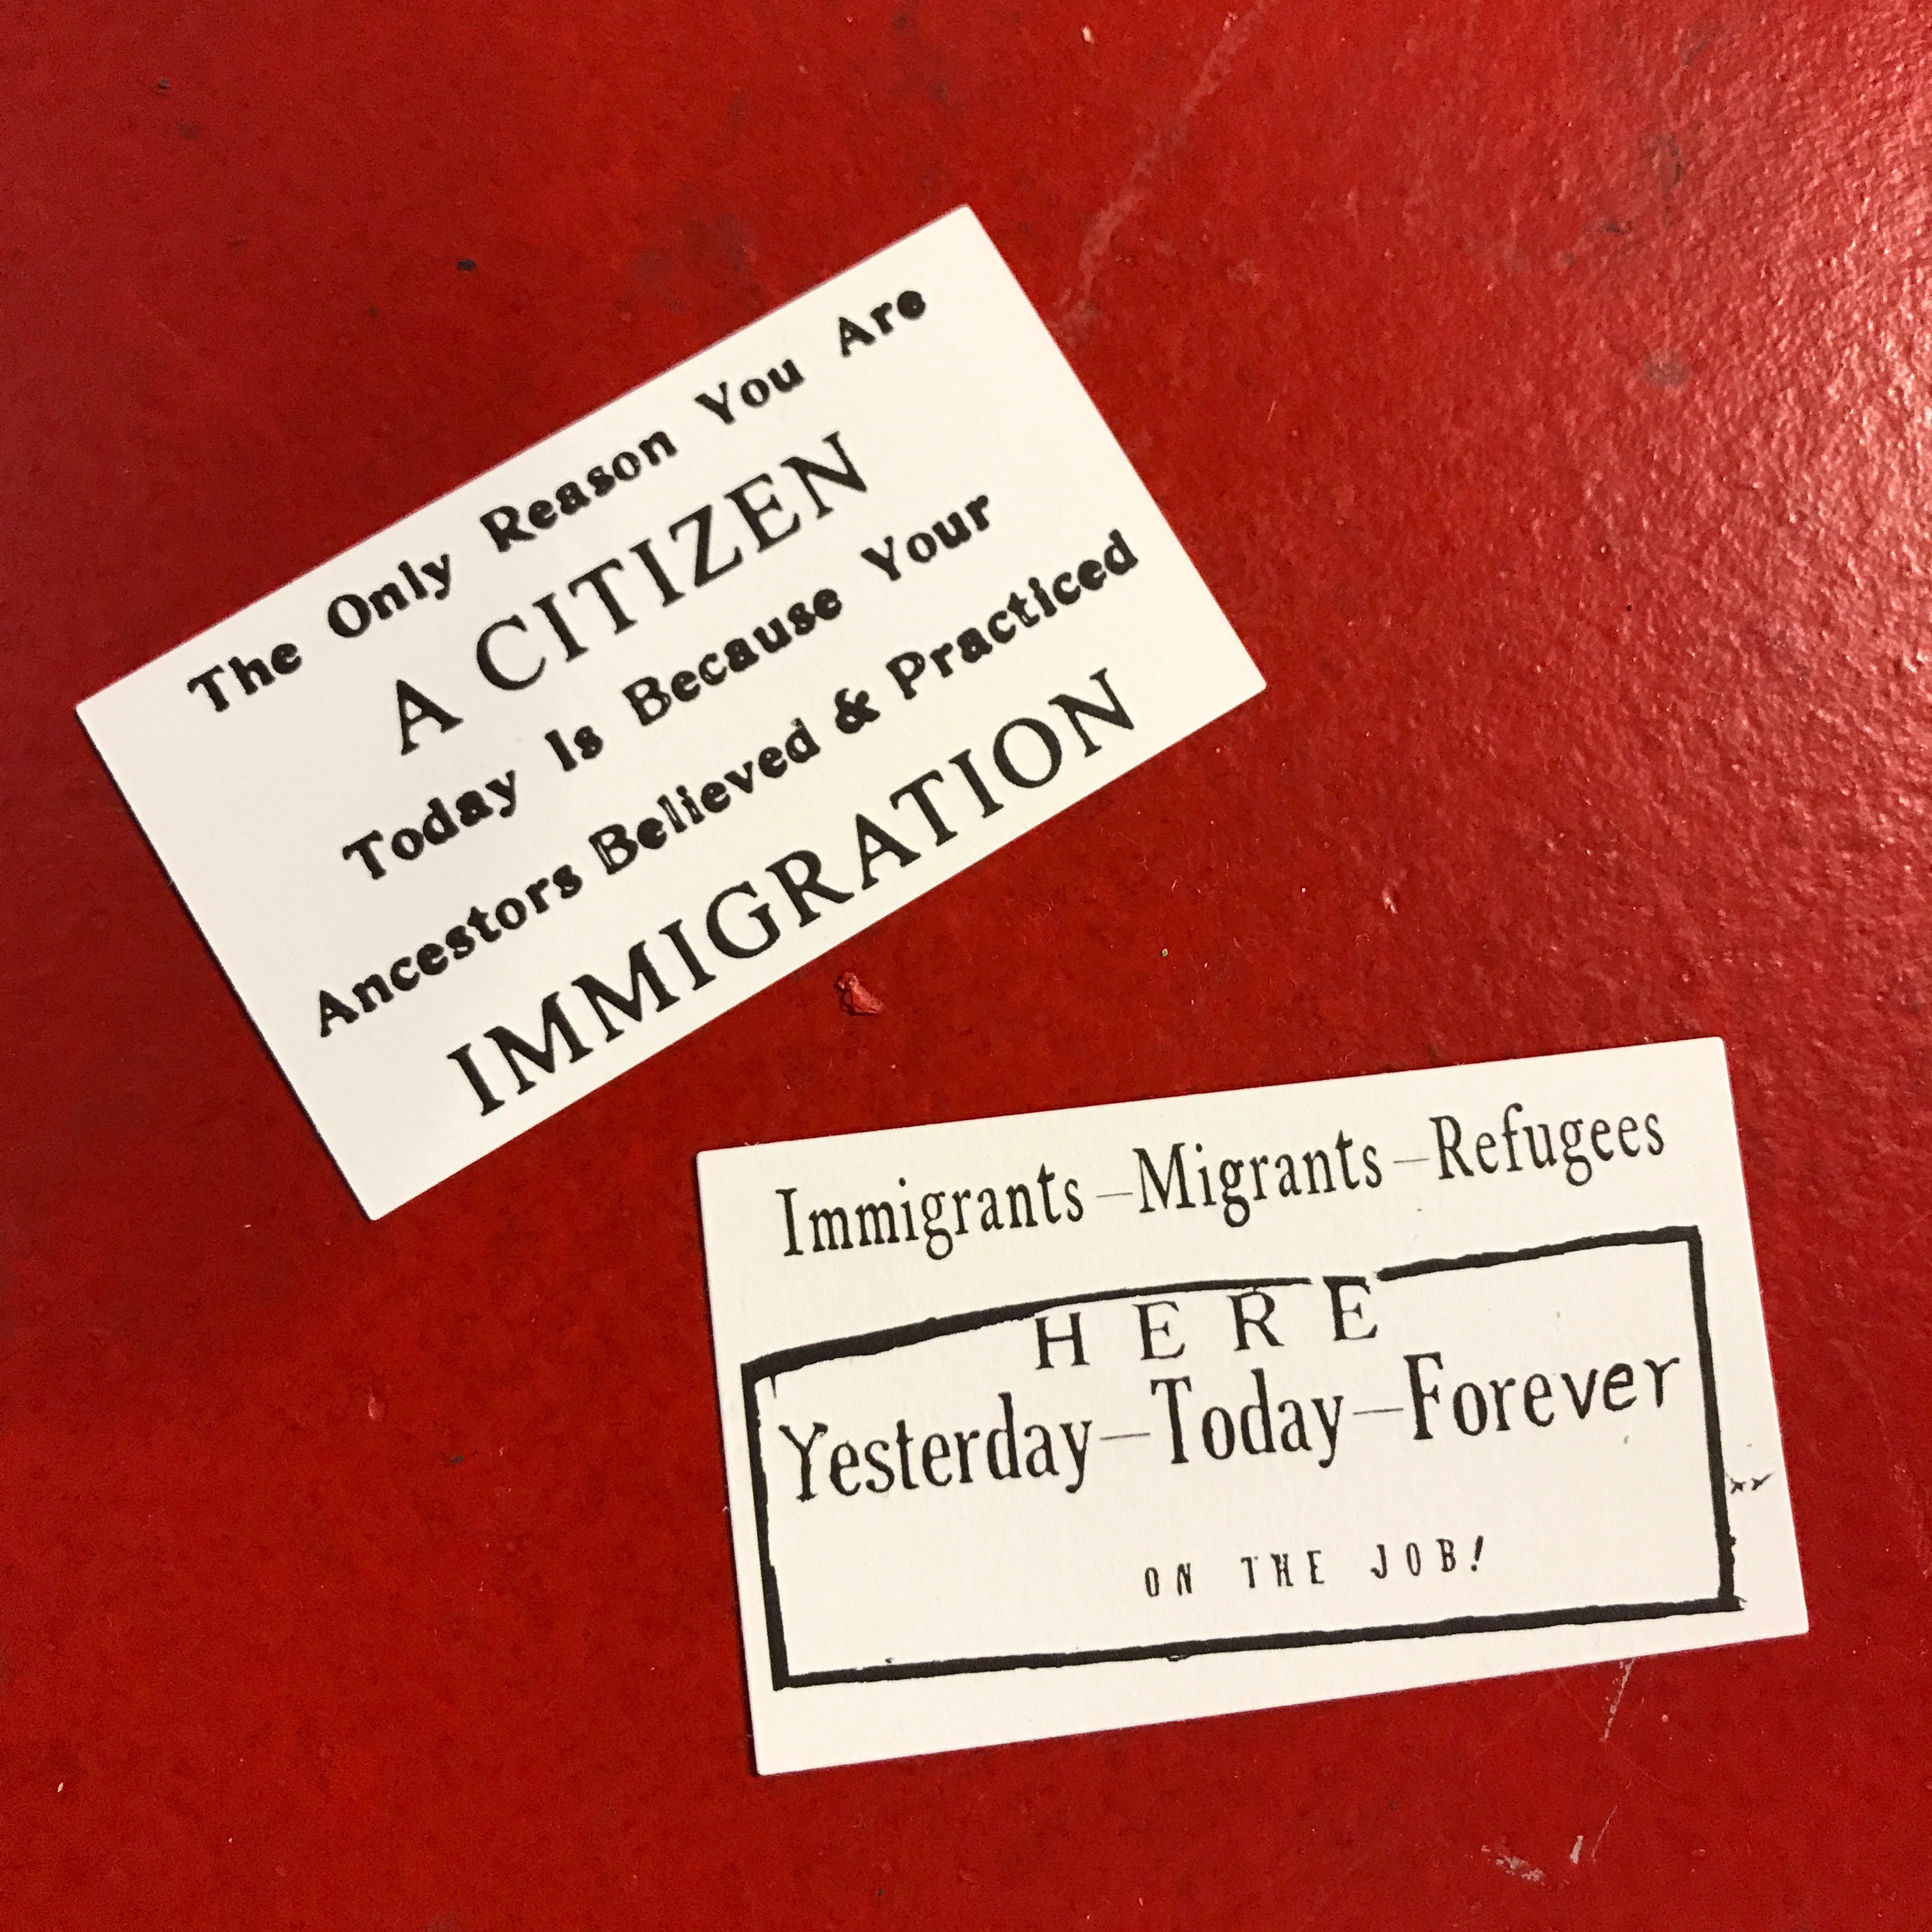 The Only Reason You Are
A CITIZEN
Today Is Because Your
Ancestors Believed & Practiced
IMMIGRATION
Immigrants—Migrants—Refugees
HERE
Yesterday—Today—Forever
ON THE JOB!